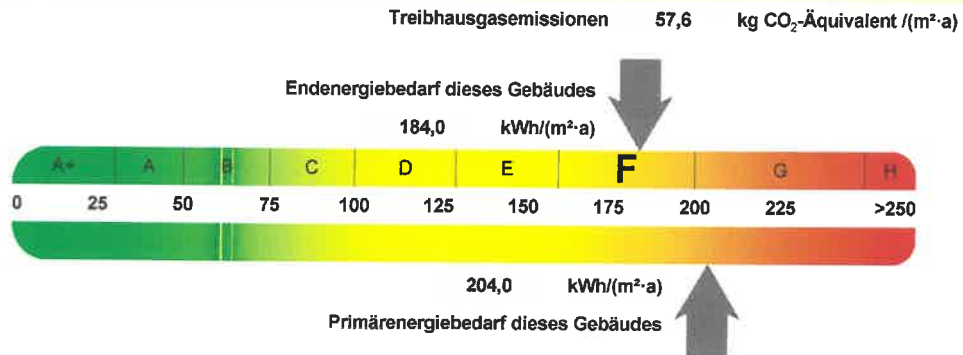 Treibhausgasemissionen 57,6 kg CO₂-Äquivalent /(m²·a)
Endenergiebedarf dieses Gebäudes
184,0 kWh/(m²·a)
A+ A B C D E F G H
0 25 50 75 100 125 150 175 200 225 >250
204,0 kWh/(m²·a)
Primärenergiebedarf dieses Gebäudes